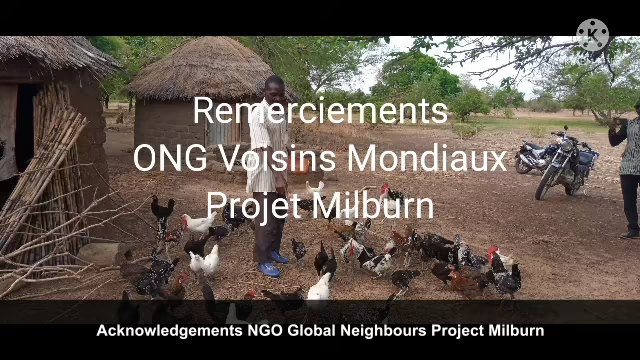 K
Remerciements
ONG Voisins Mondiaux
Projet Milburn
Acknowledgements NGO Global Neighbours Project Milburn